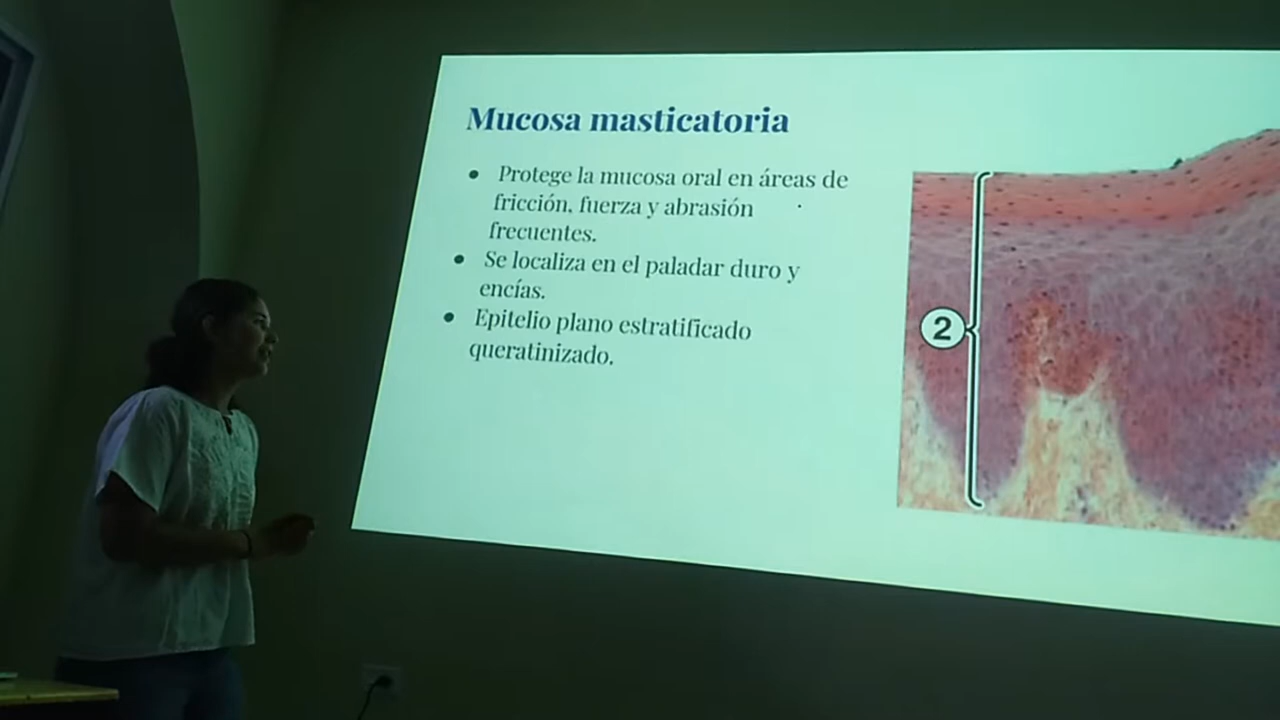 Mucosa masticatoria
● Protege la mucosa oral en áreas de
fricción, fuerza y abrasión
frecuentes.
● Se localiza en el paladar duro y
encías.
● Epitelio plano estratificado
queratinizado.
2